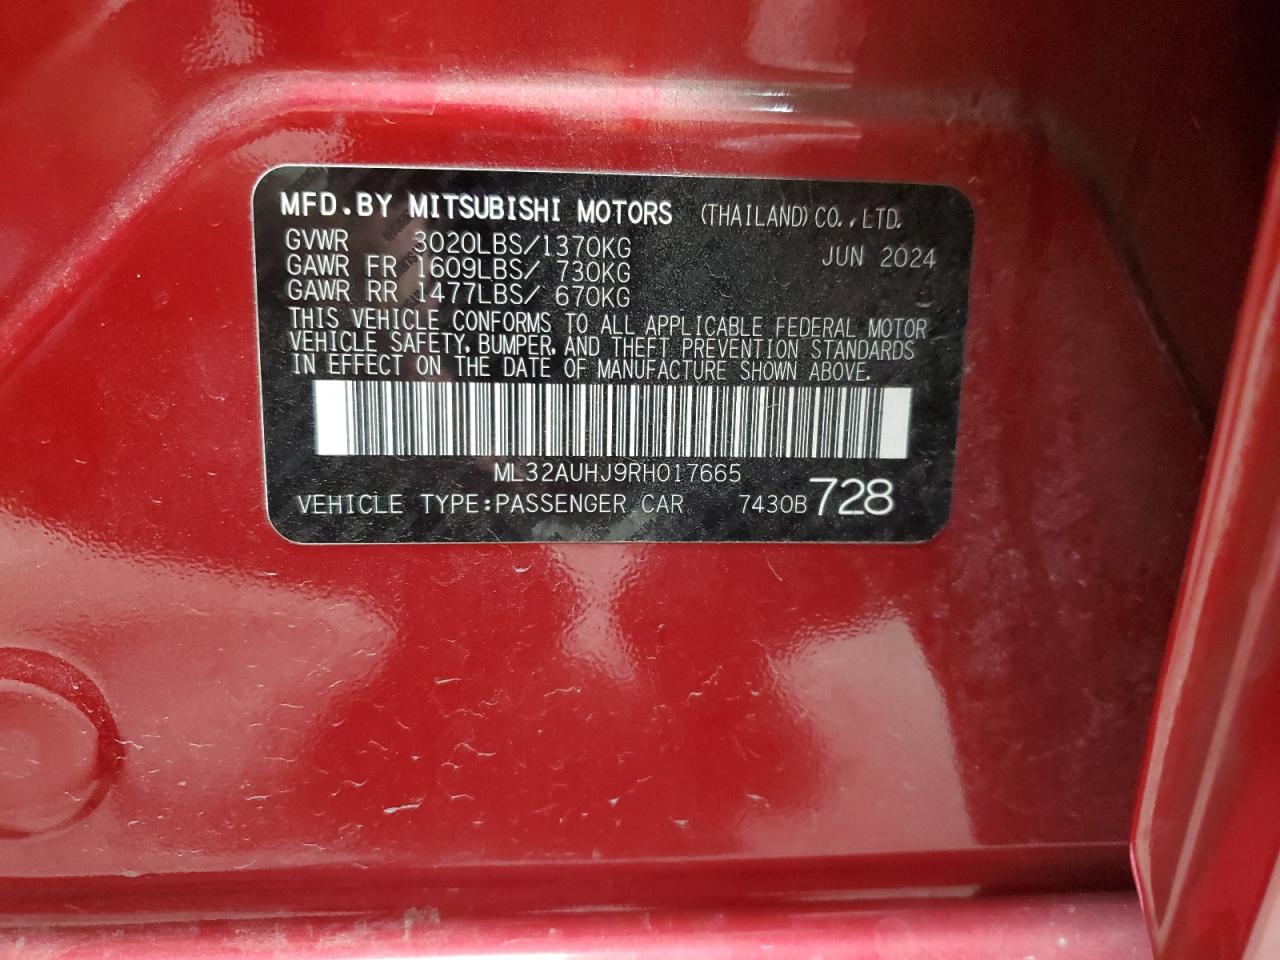 MFD.BY MITSUBISHI MOTORS (THAILAND) CO.,LTD.
GVWR 3020LBS/1370KG JUN 2024
GAWR FR 1609LBS/ 730KG
GAWR RR 1477LBS/ 670KG
THIS VEHICLE CONFORMS TO ALL APPLICABLE FEDERAL MOTOR
VEHICLE SAFETY, BUMPER, AND THEFT PREVENTION STANDARDS
IN EFFECT ON THE DATE OF MANUFACTURE SHOWN ABOVE.
ML32AUHJ9RH017665
VEHICLE TYPE:PASSENGER CAR 7430B 728